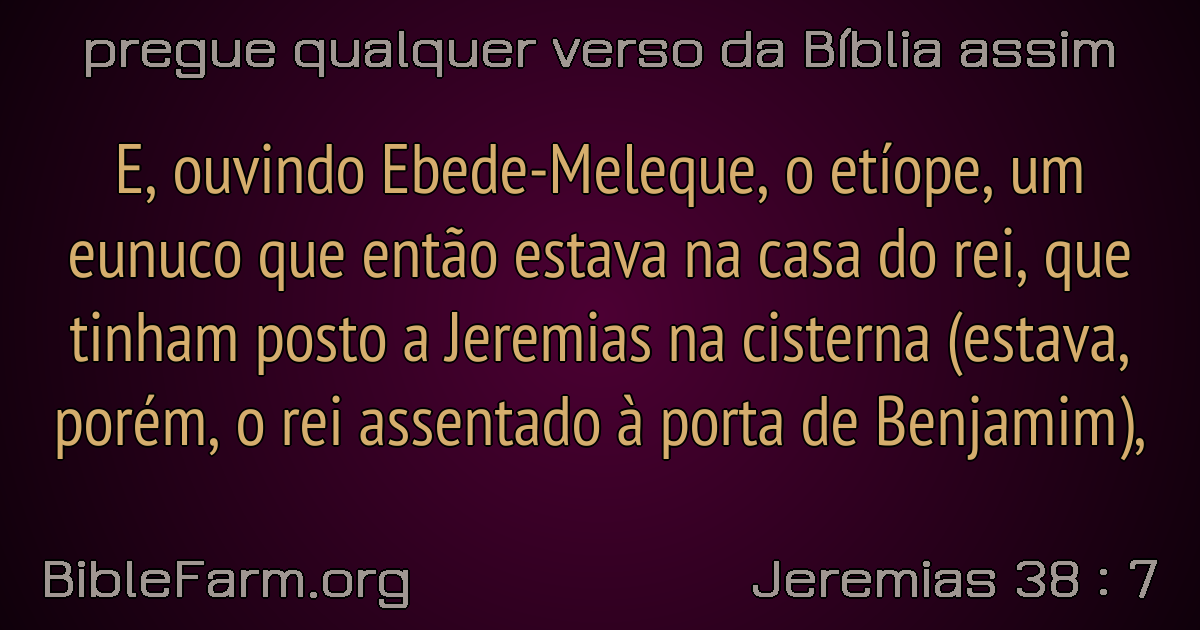 pregue qualquer verso da Bíblia assim
E, ouvindo Ebede-Meleque, o etíope, um
eunuco que então estava na casa do rei, que
tinham posto a Jeremias na cisterna (estava,
porém, o rei assentado à porta de Benjamim),
BibleFarm.org
Jeremias 38 : 7